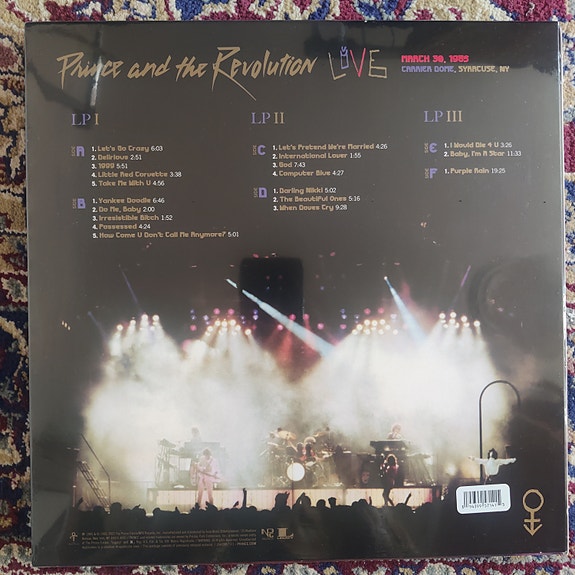 Prince and the Revolution LIVE
MARCH 30, 1985
CARRIER DOME, SYRACUSE, NY
LP I
SIDE A
1. Let's Go Crazy 6:03
2. Delirious 2:51
3. 1999 5:51
4. Little Red Corvette 3:38
5. Take Me With U 4:56
SIDE B
1. Yankee Doodle 6:46
2. Do Me, Baby 2:00
3. Irresistible Bitch 1:52
4. Possessed 4:24
5. How Come U Don't Call Me Anymore? 5:01
LP II
SIDE C
1. Let's Pretend We're Married 4:26
2. International Lover 1:55
3. God 7:43
4. Computer Blue 4:27
SIDE D
1. Darling Nikki 5:02
2. The Beautiful Ones 5:16
3. When Doves Cry 9:28
LP III
SIDE E
1. I Would Die 4 U 3:26
2. Baby, I'm A Star 11:33
SIDE F
1. Purple Rain 19:25